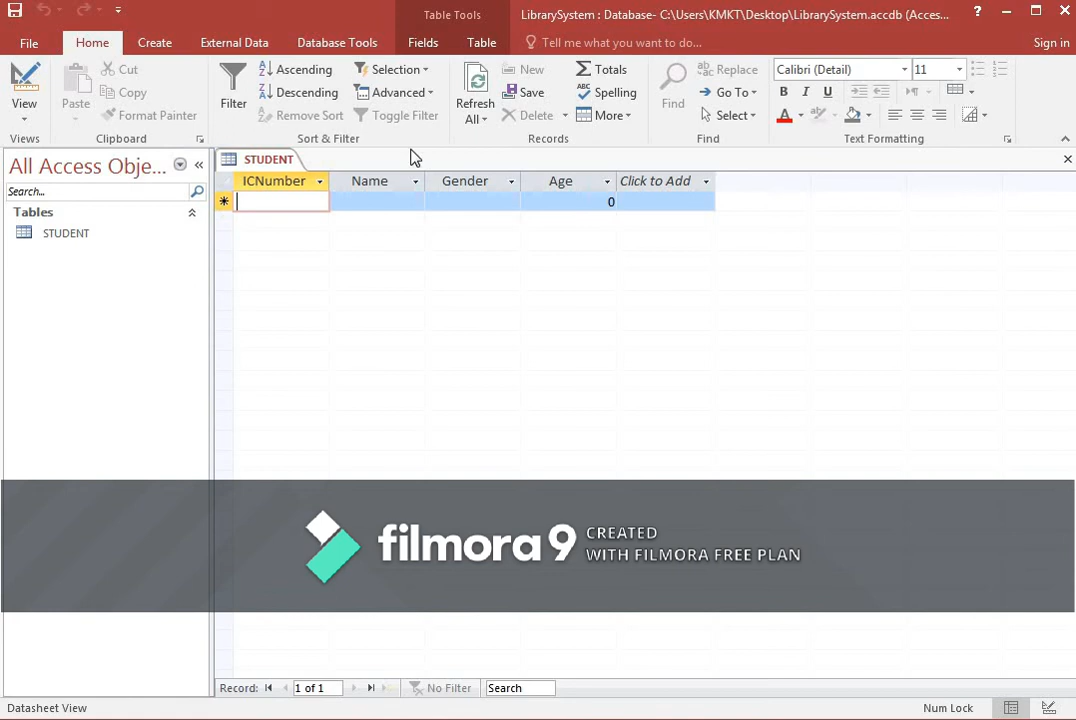 Table Tools
LibrarySystem : Database- C:\Users\KMKT\Desktop\LibrarySystem.accdb (Acces...
?
File
Home
Create
External Data
Database Tools
Fields
Table
Tell me what you want to do...
Sign in
View
Paste
Cut
Copy
Format Painter
Filter
Ascending
Descending
Remove Sort
Selection
Advanced
Toggle Filter
Refresh
All
New
Save
Delete
Totals
Spelling
More
Find
Replace
Go To
Select
Calibri (Detail)
11
B I U
A
Views
Clipboard
Sort & Filter
Records
Find
Text Formatting
All Access Obje...
Search...
Tables
STUDENT
STUDENT
ICNumber Name Gender Age Click to Add
0
filmora 9
CREATED
WITH FILMORA FREE PLAN
Record:
1 of 1
No Filter
Search
Datasheet View
Num Lock